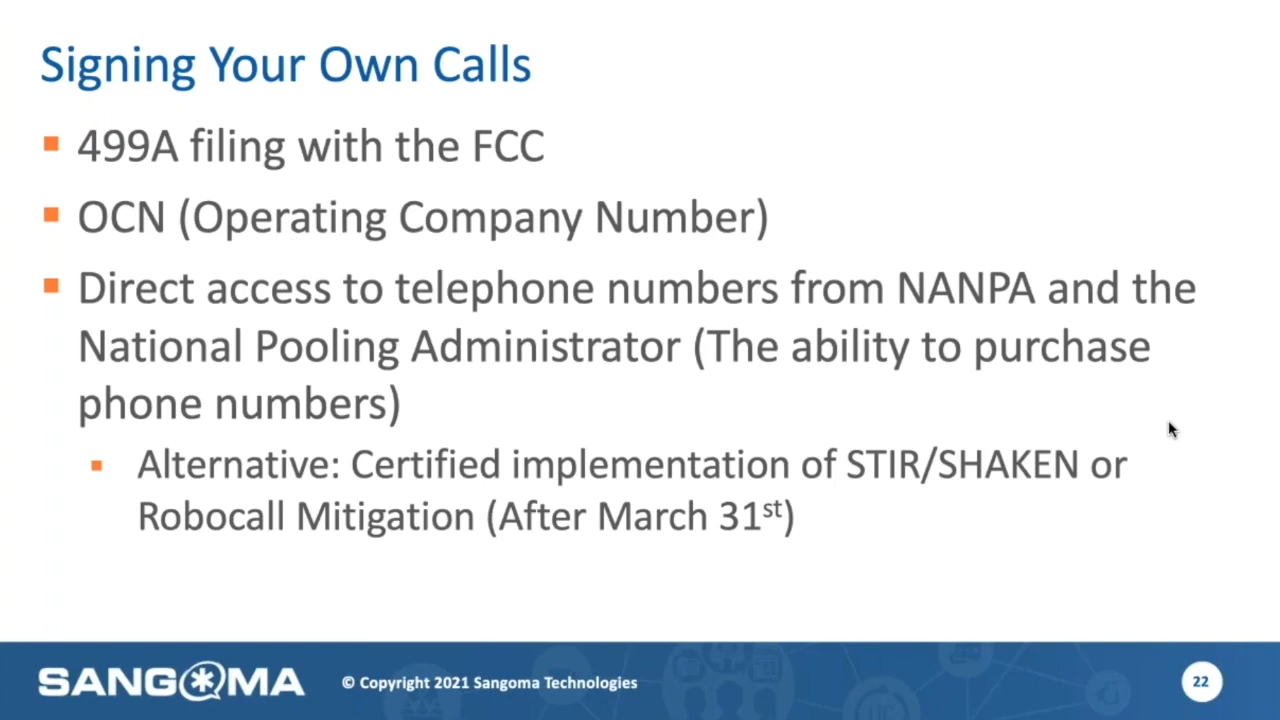 Signing Your Own Calls
499A filing with the FCC
OCN (Operating Company Number)
Direct access to telephone numbers from NANPA and the
National Pooling Administrator (The ability to purchase
phone numbers)
Alternative: Certified implementation of STIR/SHAKEN or
Robocall Mitigation (After March 31st)
SANGOMA
© Copyright 2021 Sangoma Technologies
22